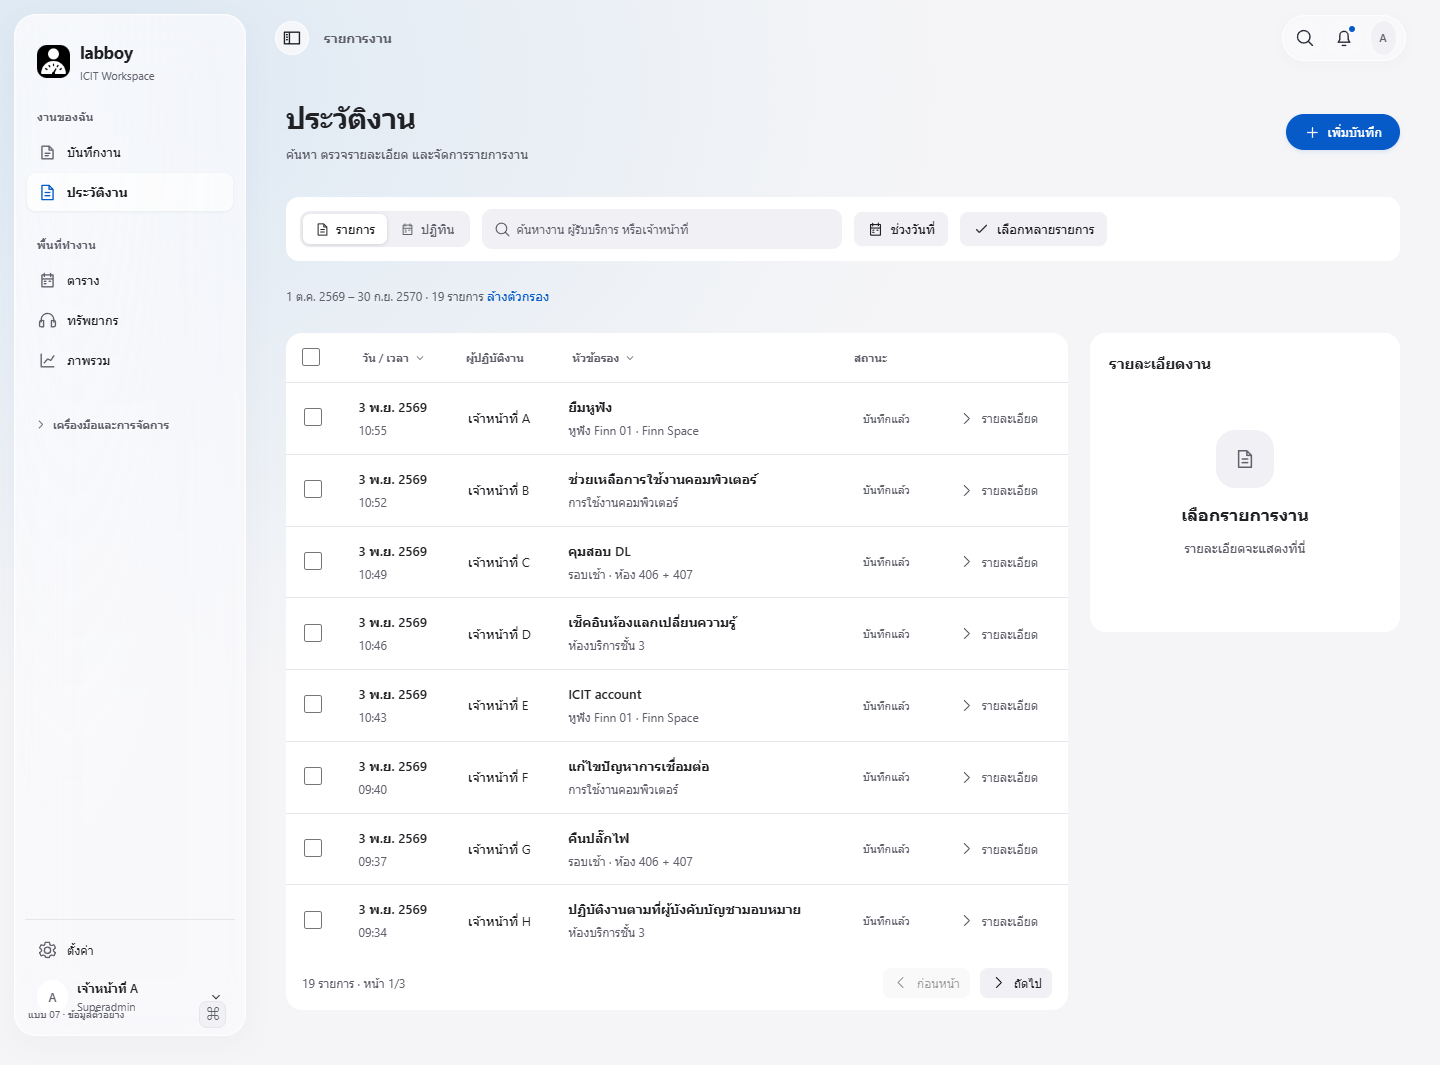 labboy
ICIT Workspace
งานของฉัน
บันทึกงาน
ประวัติงาน
พื้นที่ทำงาน
ตาราง
ทรัพยากร
ภาพรวม
เครื่องมือและการจัดการ
ตั้งค่า
A
เจ้าหน้าที่ A
Superadmin
แบบ 07 · ข้อมูลตัวอย่าง
⌘
รายการงาน
A
ประวัติงาน
ค้นหา ตรวจรายละเอียด และจัดการรายการงาน
เพิ่มบันทึก
รายการ ปฏิทิน ค้นหางาน ผู้รับบริการ หรือเจ้าหน้าที่ ช่วงวันที่ เลือกหลายรายการ
1 ต.ค. 2569 – 30 ก.ย. 2570 · 19 รายการ ล้างตัวกรอง
วัน / เวลา ผู้ปฏิบัติงาน หัวข้อรอง สถานะ
3 พ.ย. 2569 ยืมหูฟัง
เจ้าหน้าที่ A บันทึกแล้ว รายละเอียด
10:55 หูฟัง Finn 01 · Finn Space
3 พ.ย. 2569 ช่วยเหลือการใช้งานคอมพิวเตอร์
เจ้าหน้าที่ B บันทึกแล้ว รายละเอียด
10:52 การใช้งานคอมพิวเตอร์
3 พ.ย. 2569 คุมสอบ DL
เจ้าหน้าที่ C บันทึกแล้ว รายละเอียด
10:49 รอบเช้า · ห้อง 406 + 407
3 พ.ย. 2569 เช็คอินห้องแลกเปลี่ยนความรู้
เจ้าหน้าที่ D บันทึกแล้ว รายละเอียด
10:46 ห้องบริการชั้น 3
3 พ.ย. 2569 ICIT account
เจ้าหน้าที่ E บันทึกแล้ว รายละเอียด
10:43 หูฟัง Finn 01 · Finn Space
3 พ.ย. 2569 แก้ไขปัญหาการเชื่อมต่อ
เจ้าหน้าที่ F บันทึกแล้ว รายละเอียด
09:40 การใช้งานคอมพิวเตอร์
3 พ.ย. 2569 คืนปลั๊กไฟ
เจ้าหน้าที่ G บันทึกแล้ว รายละเอียด
09:37 รอบเช้า · ห้อง 406 + 407
3 พ.ย. 2569 ปฏิบัติงานตามที่ผู้บังคับบัญชามอบหมาย
เจ้าหน้าที่ H บันทึกแล้ว รายละเอียด
09:34 ห้องบริการชั้น 3
19 รายการ · หน้า 1/3 ก่อนหน้า ถัดไป
รายละเอียดงาน
เลือกรายการงาน
รายละเอียดจะแสดงที่นี่